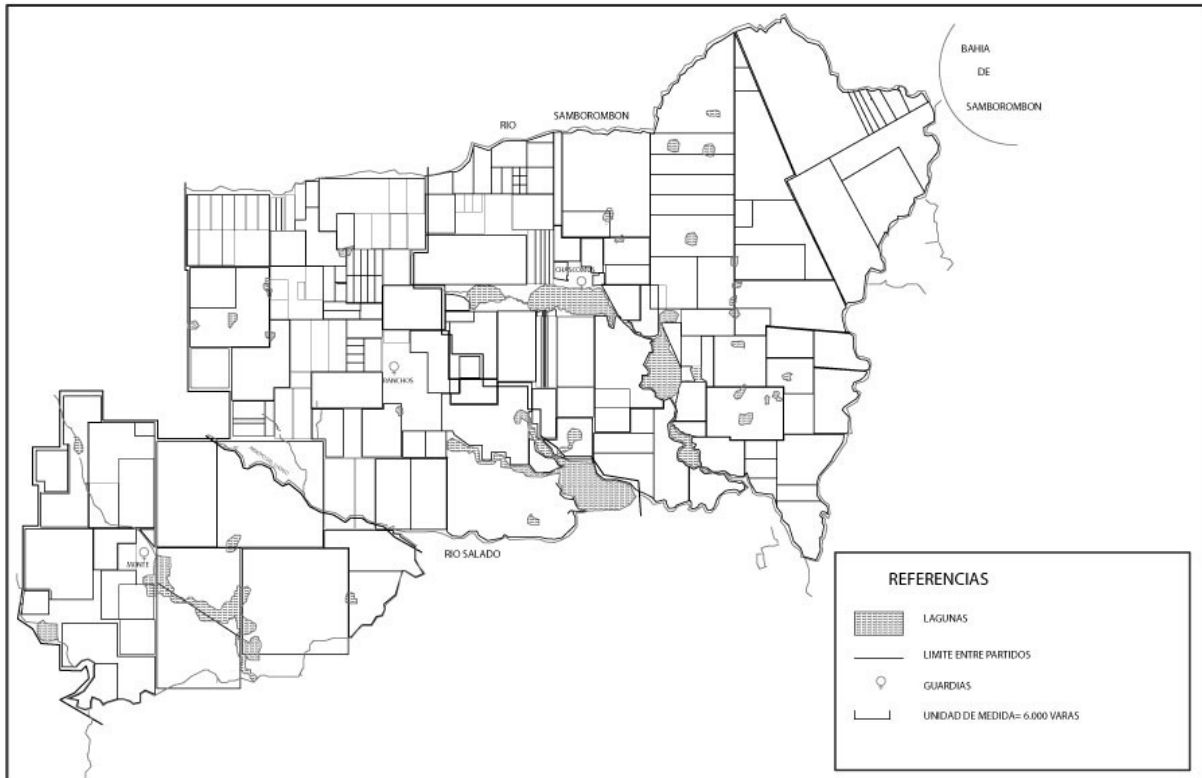 BAHIA
DE
SAMBOROMBON
RIO SAMBOROMBON
RANCHOS
MONTE
RIO SALADO
REFERENCIAS
LAGUNAS
LIMITE ENTRE PARTIDOS
GUARDIAS
UNIDAD DE MEDIDA= 6.000 VARAS